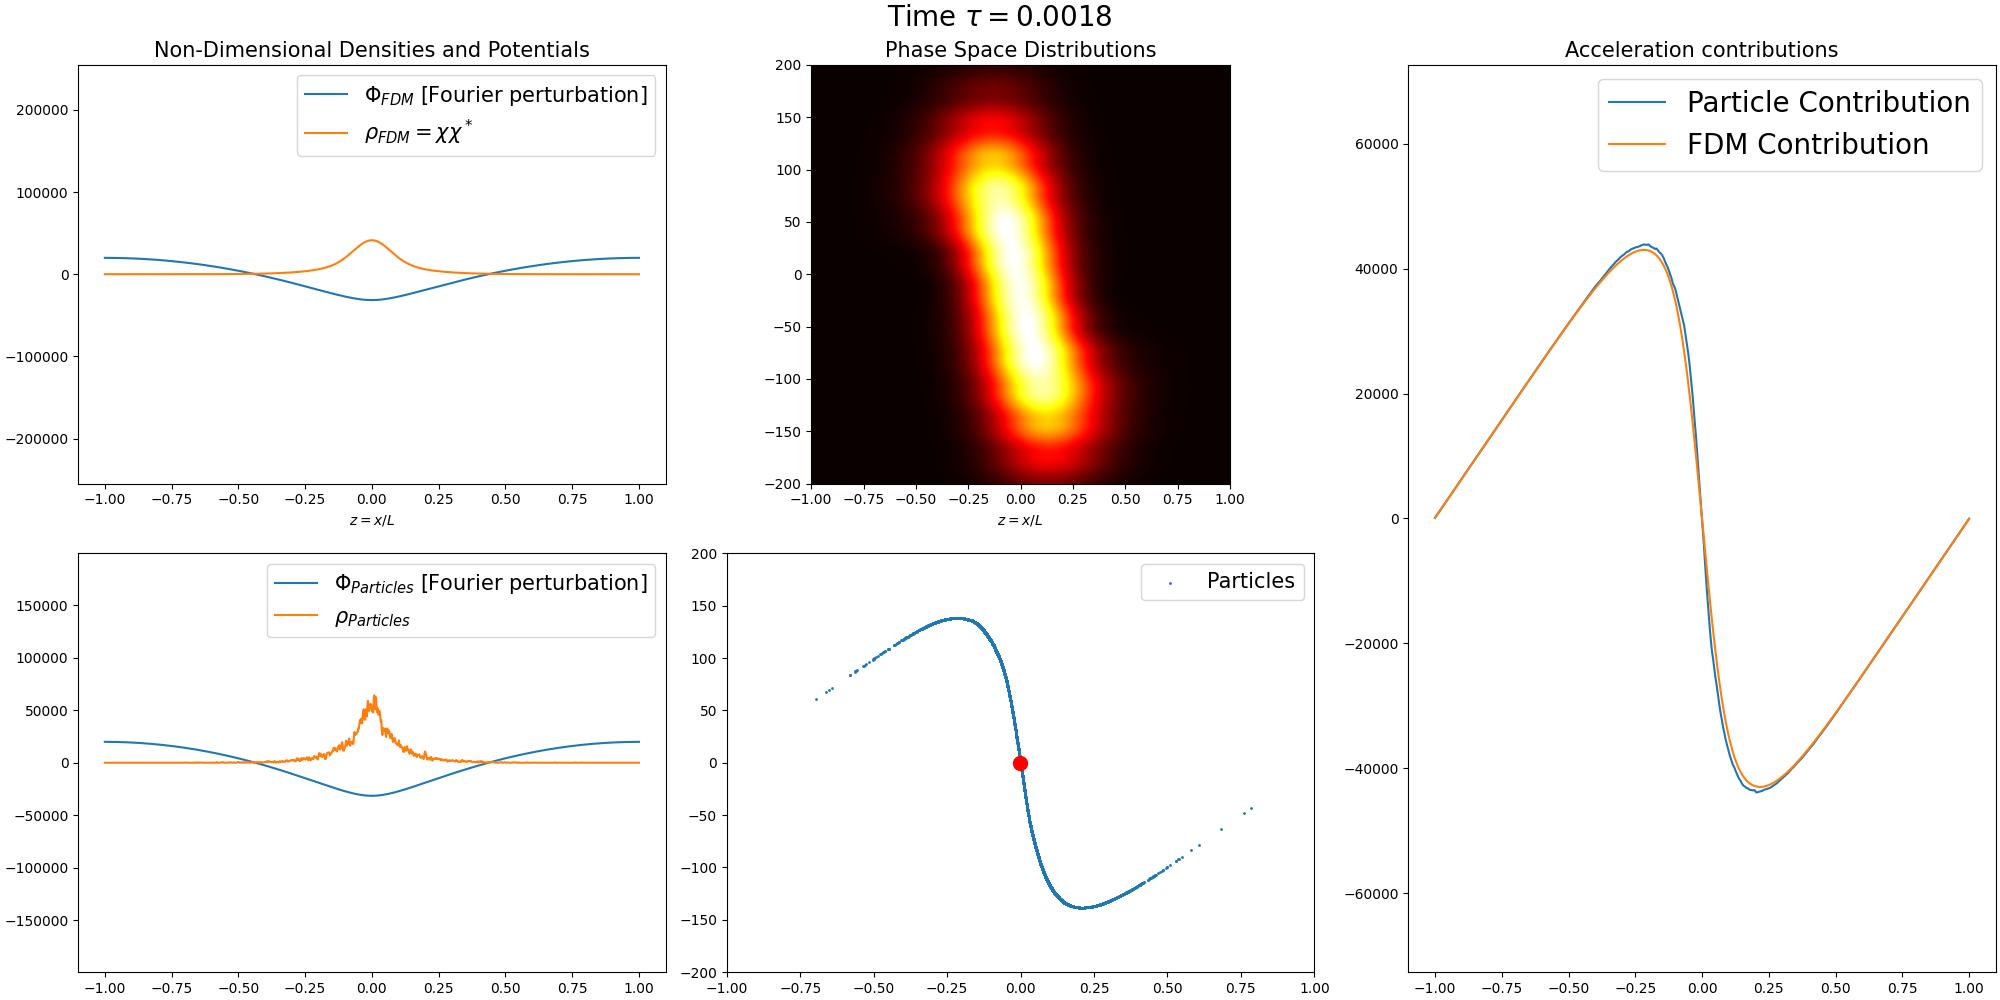 Time τ = 0.0018
Non-Dimensional Densities and Potentials
Φ_FDM [Fourier perturbation]
ρ_FDM = χχ*
200000
100000
0
−100000
−200000
−1.00 −0.75 −0.50 −0.25 0.00 0.25 0.50 0.75 1.00
z = x/L
Phase Space Distributions
200
150
100
50
0
−50
−100
−150
−200
−1.00 −0.75 −0.50 −0.25 0.00 0.25 0.50 0.75 1.00
z = x/L
Acceleration contributions
Particle Contribution
FDM Contribution
60000
40000
20000
0
−20000
−40000
−60000
−1.00 −0.75 −0.50 −0.25 0.00 0.25 0.50 0.75 1.00
Φ_Particles [Fourier perturbation]
ρ_Particles
150000
100000
50000
0
−50000
−100000
−150000
−1.00 −0.75 −0.50 −0.25 0.00 0.25 0.50 0.75 1.00
Particles
200
150
100
50
0
−50
−100
−150
−200
−1.00 −0.75 −0.50 −0.25 0.00 0.25 0.50 0.75 1.00